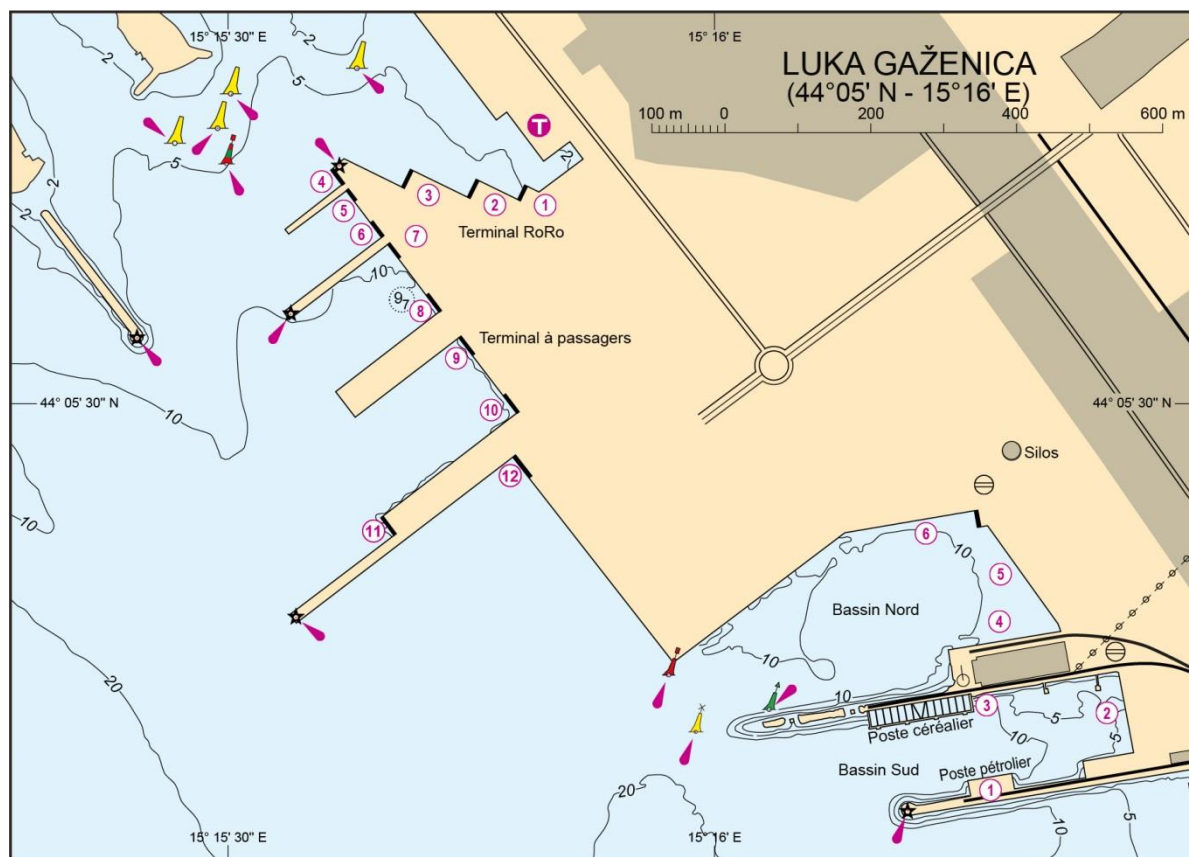 15° 15' 30" E
15° 16' E
LUKA GAŽENICA
(44°05' N - 15°16' E)
100 m 0 200 400 600 m
2
2
5
2
5
T
2
2
4
3
2
1
5
6
7
Terminal RoRo
10
97
8
Terminal à passagers
9
10
44° 05' 30" N
10
44° 05' 30" N
12
Silos
10
11
6
10
5
Bassin Nord
4
10
20
10
3
5
2
M
Poste céréalier
10
5
Bassin Sud
Poste pétrolier
20
1
10
5
15° 15' 30" E
15° 16' E